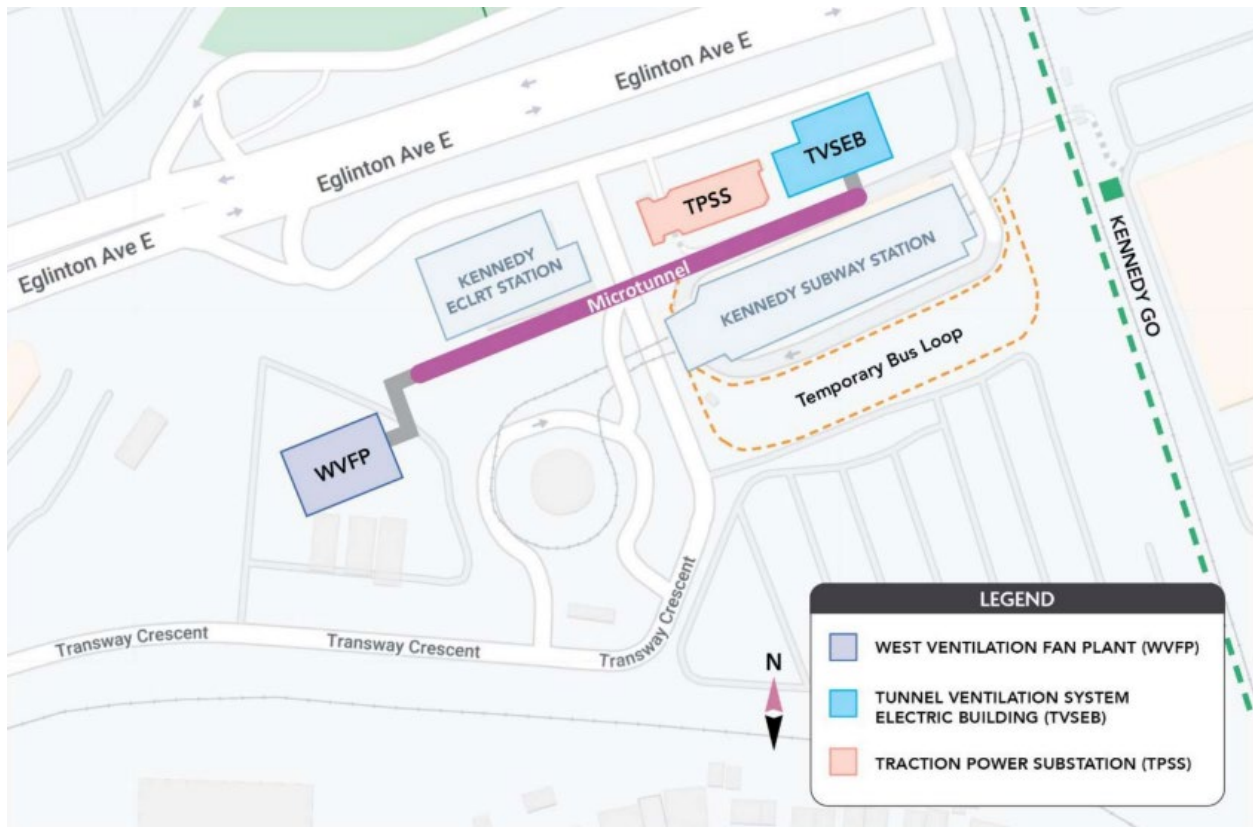 Eglinton Ave E
Eglinton Ave E
Eglinton Ave E
TVSEB
TPSS
KENNEDY
ECLRT STATION
Microtunnel
KENNEDY SUBWAY STATION
KENNEDY GO
Temporary Bus Loop
WVFP
Transway Crescent
Transway Crescent
Transway Crescent
N
LEGEND
WEST VENTILATION FAN PLANT (WVFP)
TUNNEL VENTILATION SYSTEM
ELECTRIC BUILDING (TVSEB)
TRACTION POWER SUBSTATION (TPSS)